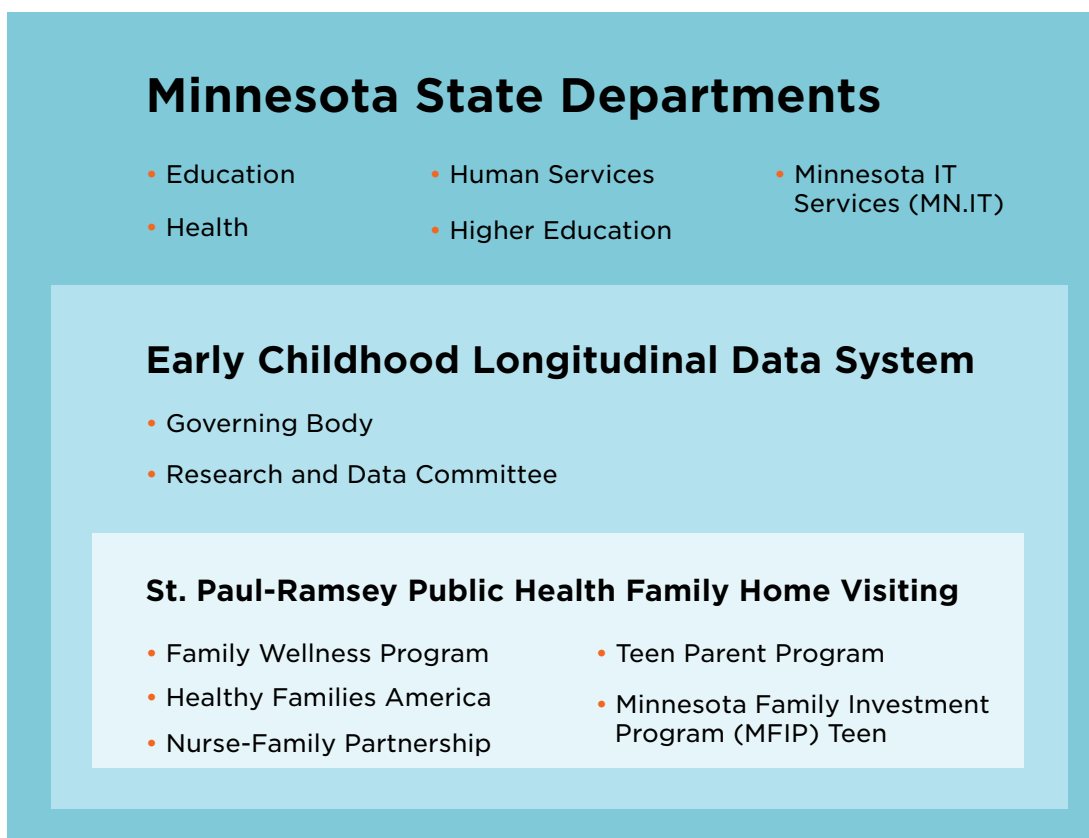 Minnesota State Departments
• Education
• Health
• Human Services
• Higher Education
• Minnesota IT
Services (MN.IT)
Early Childhood Longitudinal Data System
• Governing Body
• Research and Data Committee
St. Paul-Ramsey Public Health Family Home Visiting
• Family Wellness Program
• Healthy Families America
• Nurse-Family Partnership
• Teen Parent Program
• Minnesota Family Investment
Program (MFIP) Teen